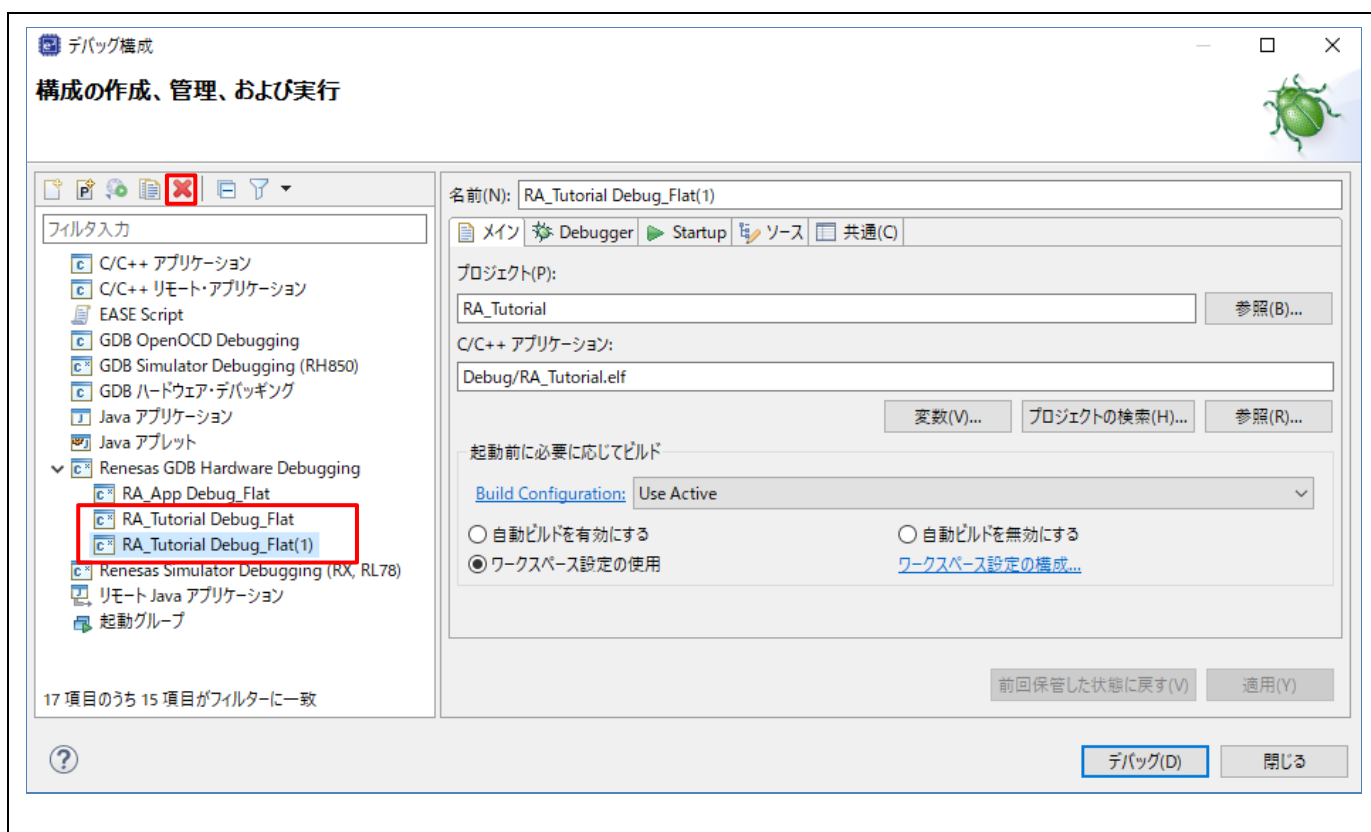 デバッグ構成
構成の作成、管理、および実行
フィルタ入力
C/C++ アプリケーション
C/C++ リモート・アプリケーション
EASE Script
GDB OpenOCD Debugging
GDB Simulator Debugging (RH850)
GDB ハードウェア・デバッギング
Java アプリケーション
Java アプレット
Renesas GDB Hardware Debugging
RA_App Debug_Flat
RA_Tutorial Debug_Flat
RA_Tutorial Debug_Flat(1)
Renesas Simulator Debugging (RX, RL78)
リモート Java アプリケーション
起動グループ
17 項目のうち 15 項目がフィルターに一致
名前(N): RA_Tutorial Debug_Flat(1)
メイン Debugger Startup ソース 共通(C)
プロジェクト(P):
RA_Tutorial 参照(B)...
C/C++ アプリケーション:
Debug/RA_Tutorial.elf
変数(V)... プロジェクトの検索(H)... 参照(R)...
起動前に必要に応じてビルド
Build Configuration: Use Active
自動ビルドを有効にする 自動ビルドを無効にする
ワークスペース設定の使用 ワークスペース設定の構成...
前回保管した状態に戻す(V) 適用(Y)
デバッグ(D) 閉じる